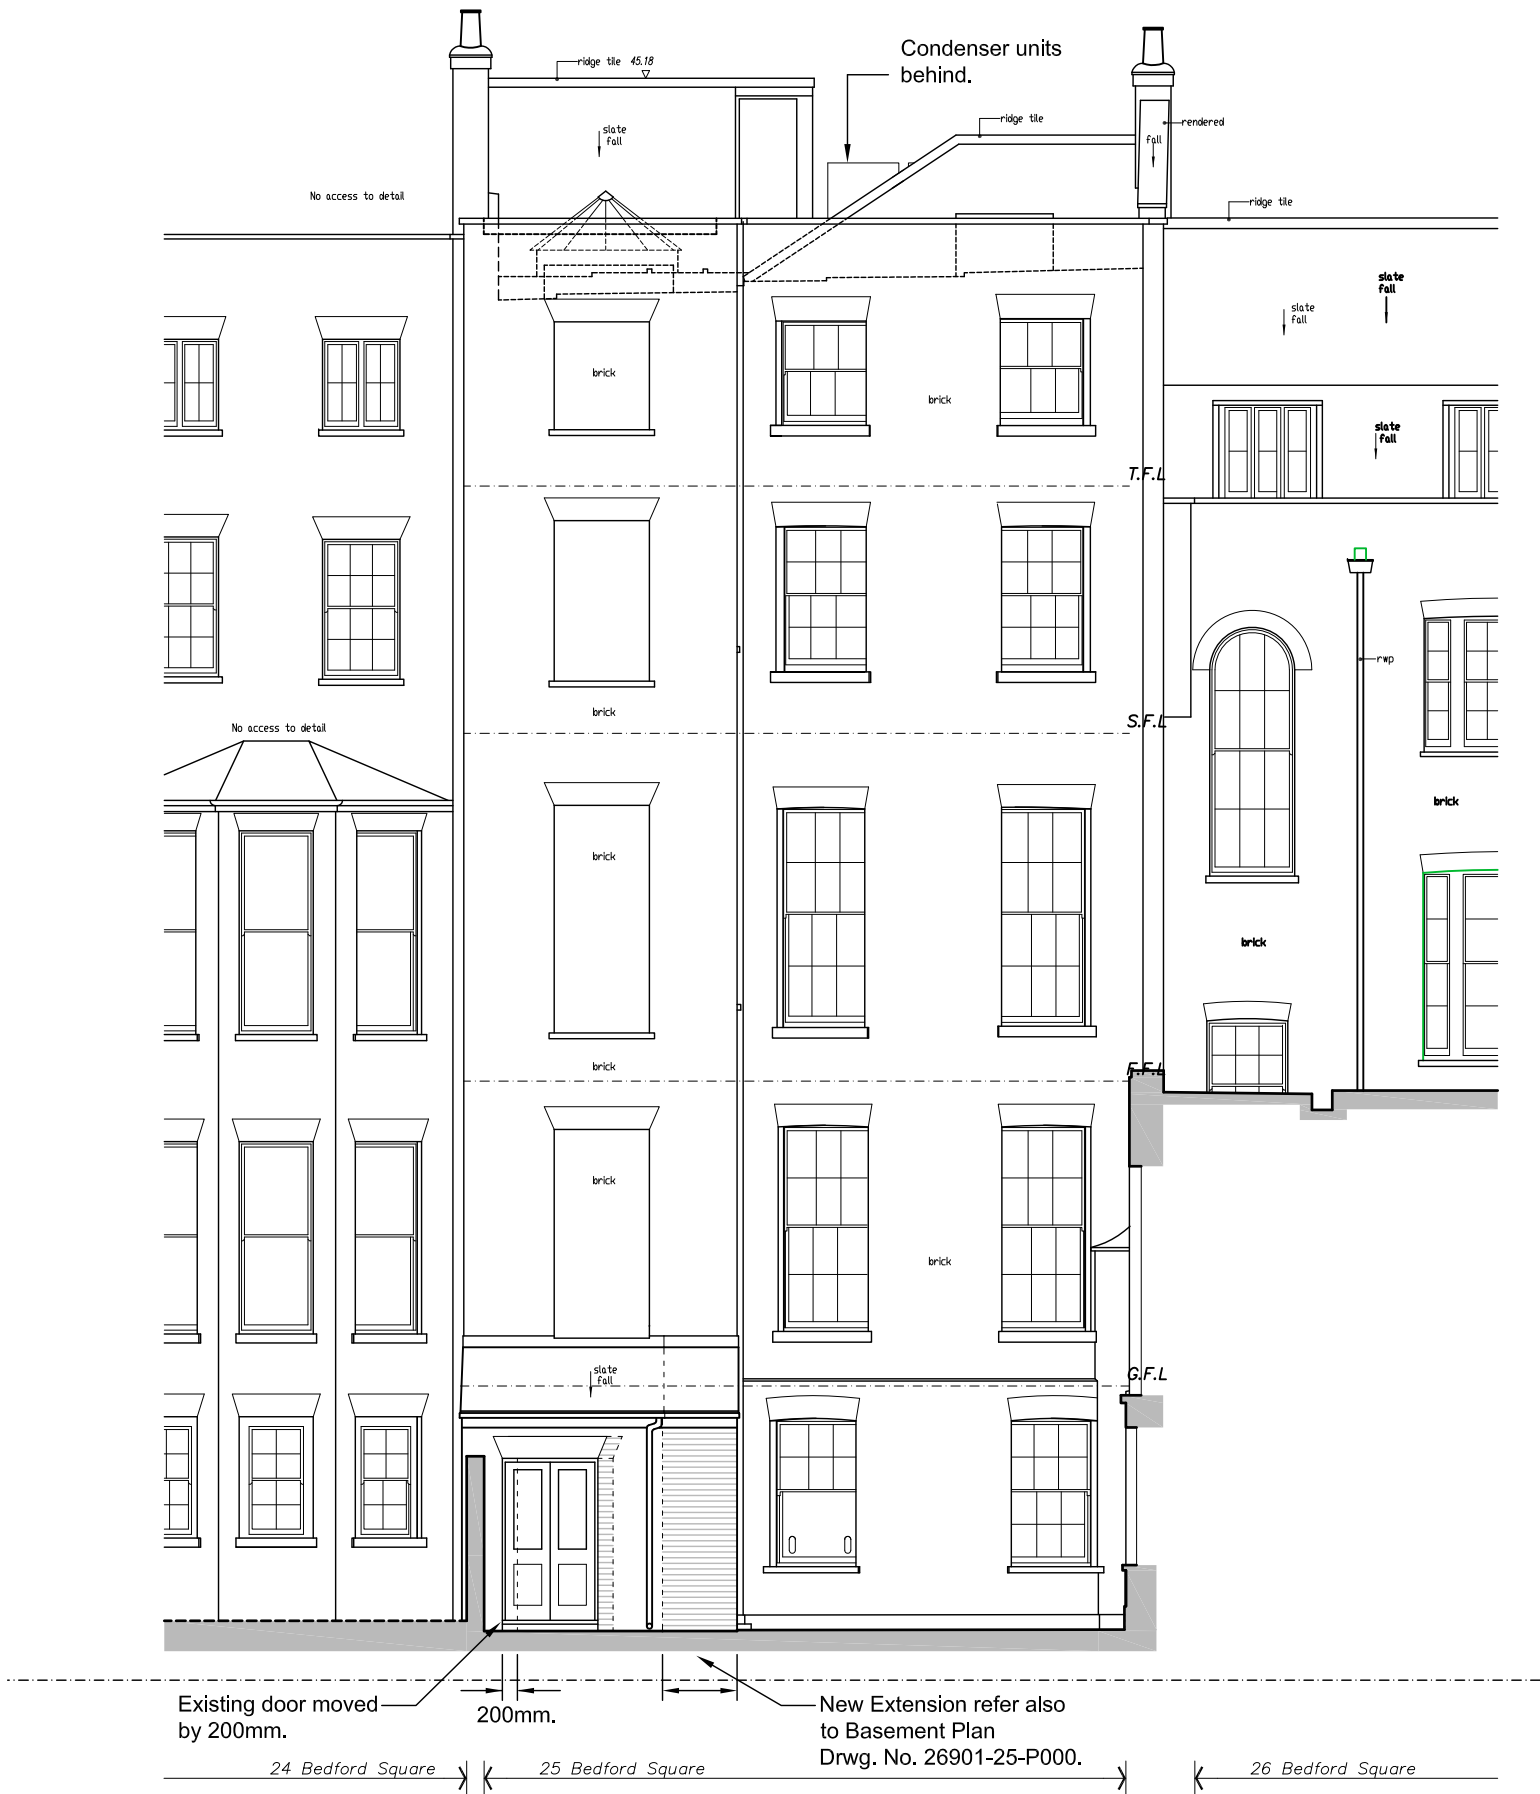 Condenser units
behind.
ridge tile 45.18
slate
fall
ridge tile
rendered
fall
No access to detail
ridge tile
slate
fall
slate
fall
brick
brick
slate
fall
T.F.L
rwp
brick
S.F.L
No access to detail
brick
brick
brick
brick
F.F.L
brick
brick
slate
fall
G.F.L
Existing door moved
by 200mm.
200mm.
New Extension refer also
to Basement Plan
Drwg. No. 26901-25-P000.
24 Bedford Square
25 Bedford Square
26 Bedford Square